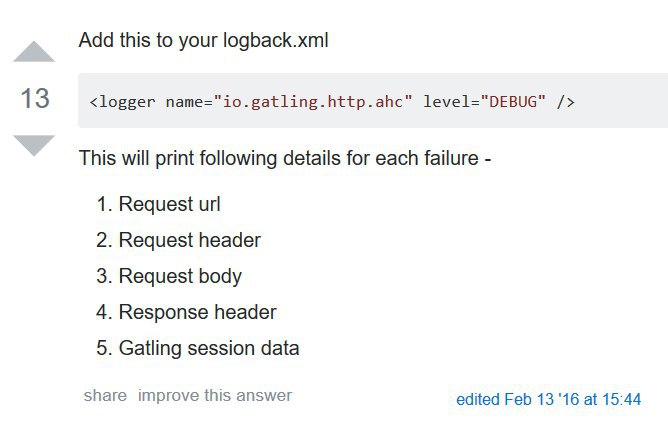 Add this to your logback.xml
13
<logger name="io.gatling.http.ahc" level="DEBUG" />
This will print following details for each failure -
1. Request url
2. Request header
3. Request body
4. Response header
5. Gatling session data
share improve this answer
edited Feb 13 '16 at 15:44